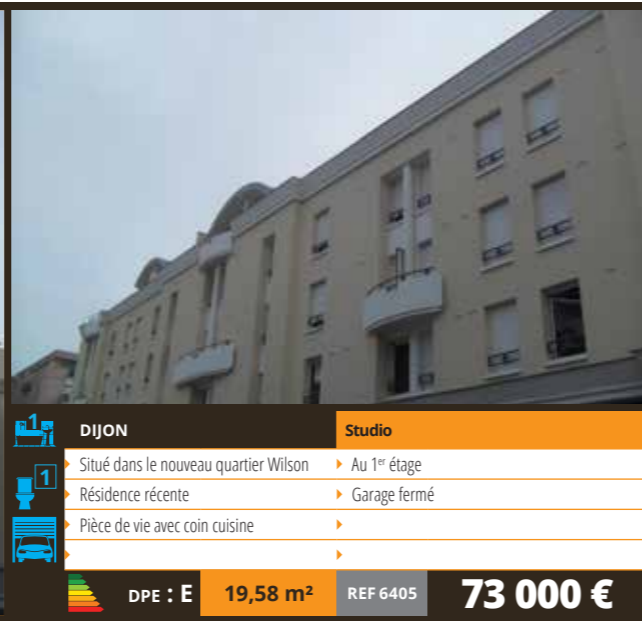 1
DIJON
Studio
Situé dans le nouveau quartier Wilson
Au 1er étage
1
Résidence récente
Garage fermé
Pièce de vie avec coin cuisine
DPE : E
19,58 m²
REF 6405
73 000 €